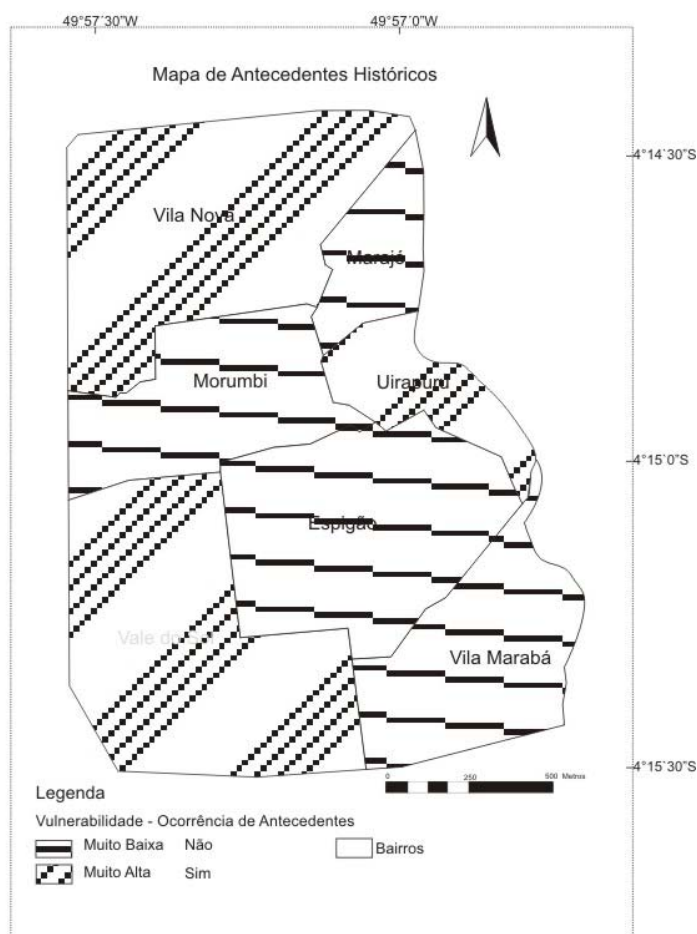 49°57´30"W
49°57´0"W
Mapa de Antecedentes Históricos
4°14´30"S
Vila Nova
Marajó
Morumbi
Uirapuru
4°15´0"S
Espigão
Vale do Sol
Vila Marabá
4°15´30"S
0 250 500 Metros
Legenda
Vulnerabilidade - Ocorrência de Antecedentes
Muito Baixa Não
Bairros
Muito Alta Sim